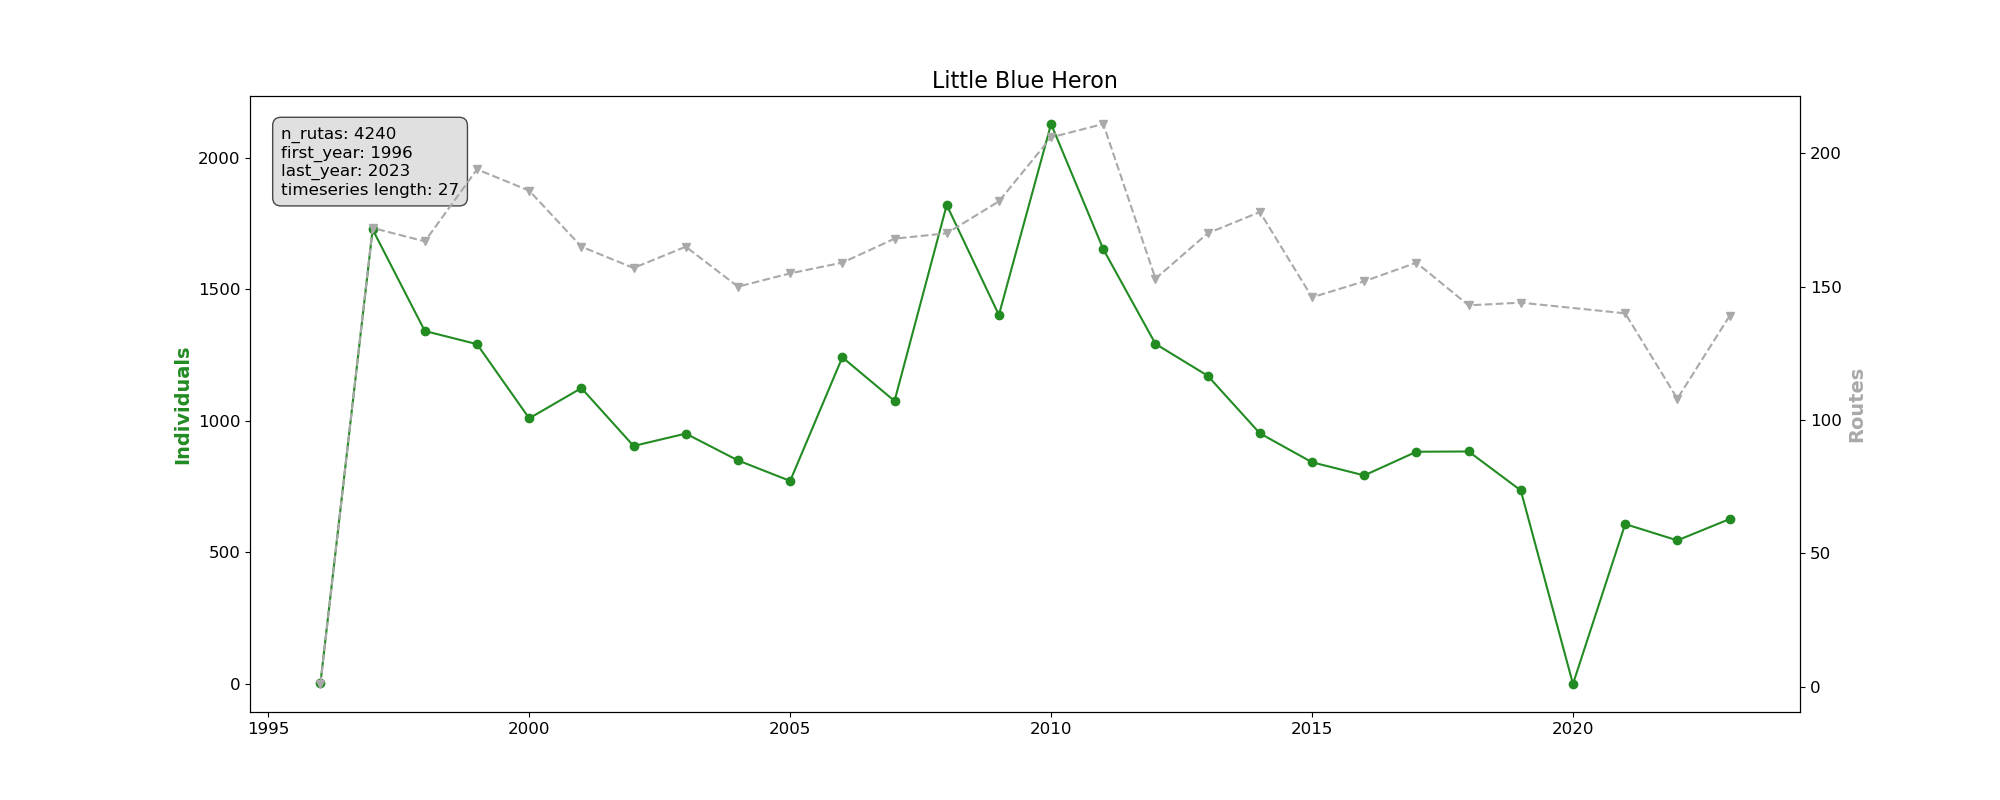 Little Blue Heron
n_rutas: 4240
first_year: 1996
last_year: 2023
timeseries length: 27
2000
1500
1000
500
0
Individuals
200
150
100
50
0
Routes
1995
2000
2005
2010
2015
2020